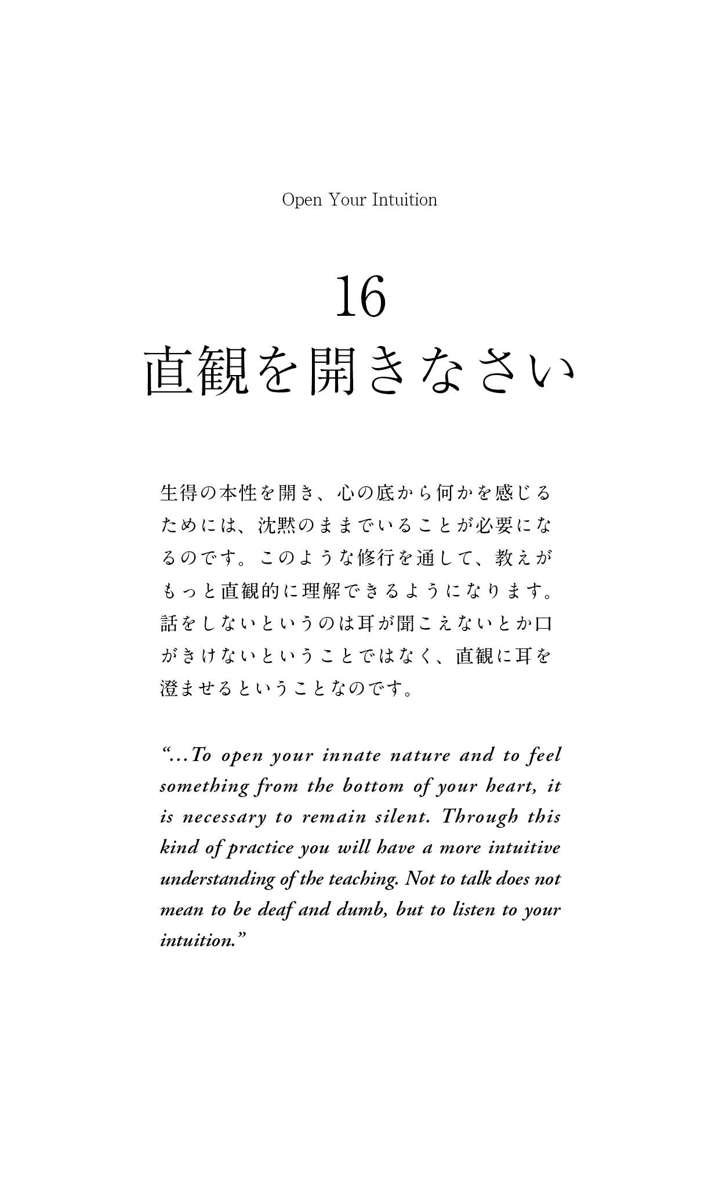 Open Your Intuition
16
直観を開きなさい
生得の本性を開き、心の底から何かを感じる
ためには、沈黙のままでいることが必要にな
るのです。このような修行を通して、教えが
もっと直観的に理解できるようになります。
話をしないというのは耳が聞こえないとか口
がきけないということではなく、直観に耳を
澄ませるということなのです。
“…To open your innate nature and to feel
something from the bottom of your heart, it
is necessary to remain silent. Through this
kind of practice you will have a more intuitive
understanding of the teaching. Not to talk does not
mean to be deaf and dumb, but to listen to your
intuition.”